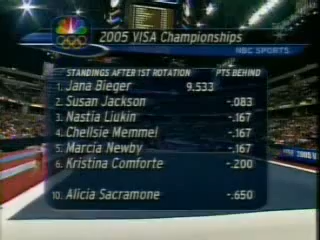 2005 VISA Championships
NBC SPORTS
STANDINGS AFTER 1ST ROTATION PTS BEHIND
1. Jana Bieger 9.533
2. Susan Jackson -.083
3. Nastia Liukin -.167
4. Chellsie Memmel -.167
5. Marcia Newby -.167
6. Kristina Comforte -.200
10. Alicia Sacramone -.650